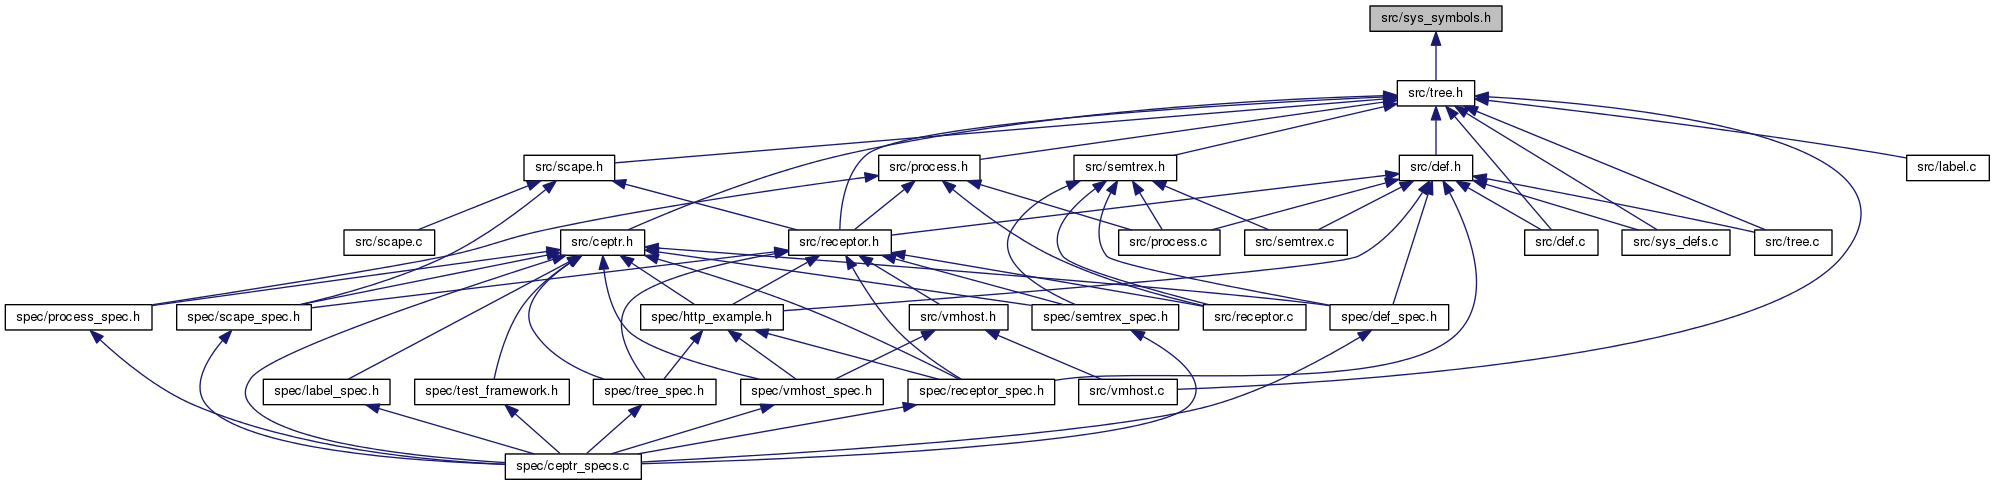 src/sys_symbols.h
src/tree.h
src/scape.h
src/process.h
src/semtrex.h
src/def.h
src/label.c
src/scape.c
src/ceptr.h
src/receptor.h
src/process.c
src/semtrex.c
src/def.c
src/sys_defs.c
src/tree.c
spec/process_spec.h
spec/scape_spec.h
spec/http_example.h
src/vmhost.h
spec/semtrex_spec.h
src/receptor.c
spec/def_spec.h
spec/label_spec.h
spec/test_framework.h
spec/tree_spec.h
spec/vmhost_spec.h
spec/receptor_spec.h
src/vmhost.c
spec/ceptr_specs.c